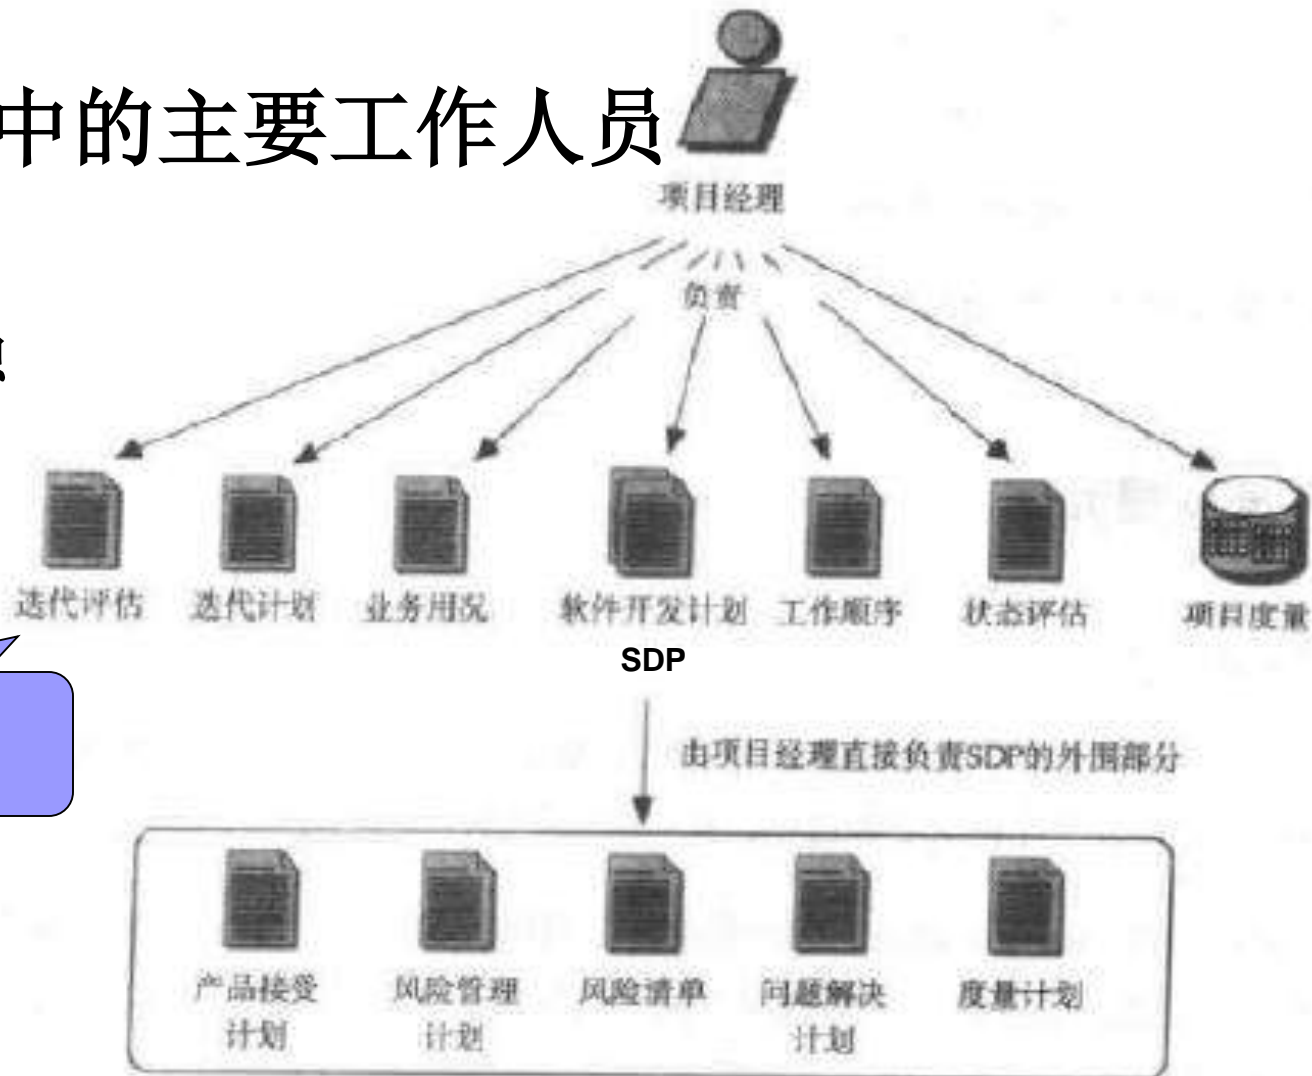 中的主要工作人员
项目经理
负责
迭代评估 迭代计划 业务用况 软件开发计划 工作顺序 状态评估 项目度量
SDP
由项目经理直接负责SDP的外围部分
产品接受 风险管理 风险清单 问题解决 度量计划
计划 计划 计划